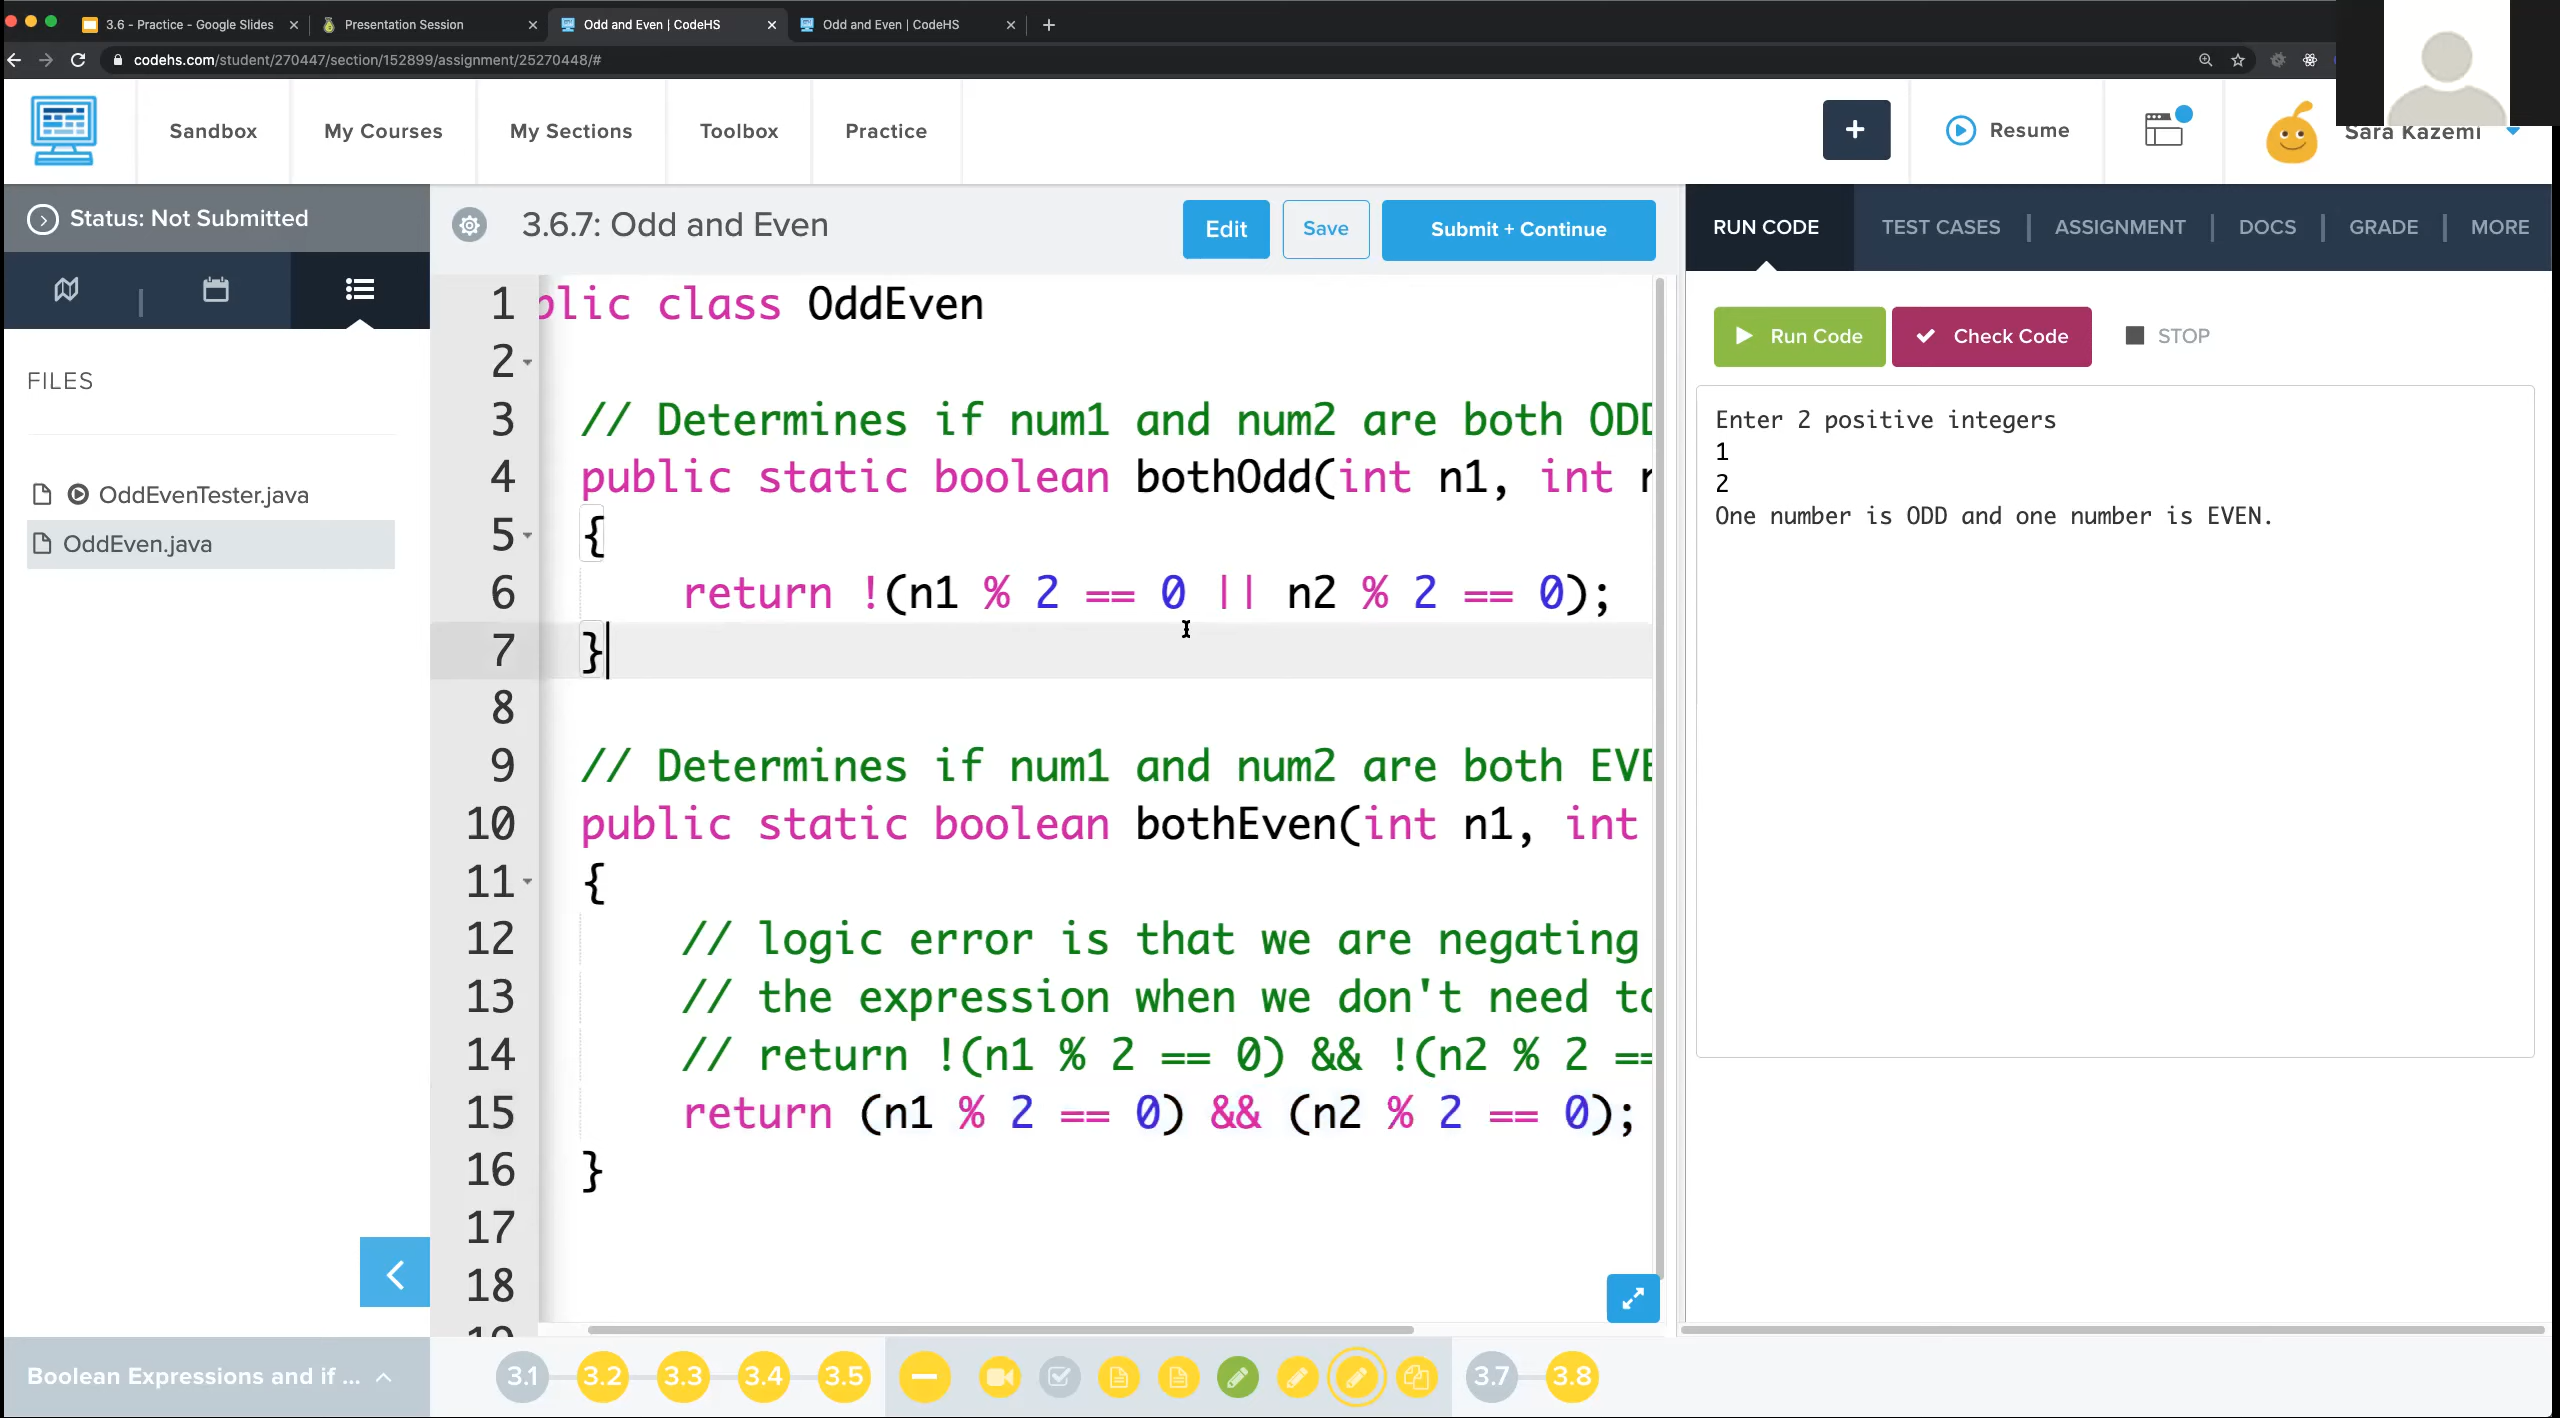 3.6 - Practice - Google Slides
Presentation Session
Odd and Even | CodeHS
Odd and Even | CodeHS
codehs.com/student/270447/section/152899/assignment/25270448/#
Sandbox
My Courses
My Sections
Toolbox
Practice
+
Resume
Sara Kazemi
Status: Not Submitted
3.6.7: Odd and Even
Edit
Save
Submit + Continue
RUN CODE
TEST CASES
ASSIGNMENT
DOCS
GRADE
MORE
FILES
OddEvenTester.java
OddEven.java
1 blic class OddEven
2
3 // Determines if num1 and num2 are both ODD
4 public static boolean bothOdd(int n1, int
5 {
6 return !(n1 % 2 == 0 || n2 % 2 == 0);
7 }
8
9 // Determines if num1 and num2 are both EVE
10 public static boolean bothEven(int n1, int
11 {
12 // logic error is that we are negating
13 // the expression when we don't need to
14 // return !(n1 % 2 == 0) && !(n2 % 2 ==
15 return (n1 % 2 == 0) && (n2 % 2 == 0);
16 }
17
18
19
Run Code
Check Code
STOP
Enter 2 positive integers
1
2
One number is ODD and one number is EVEN.
Boolean Expressions and if ...
3.1
3.2
3.3
3.4
3.5
3.7
3.8